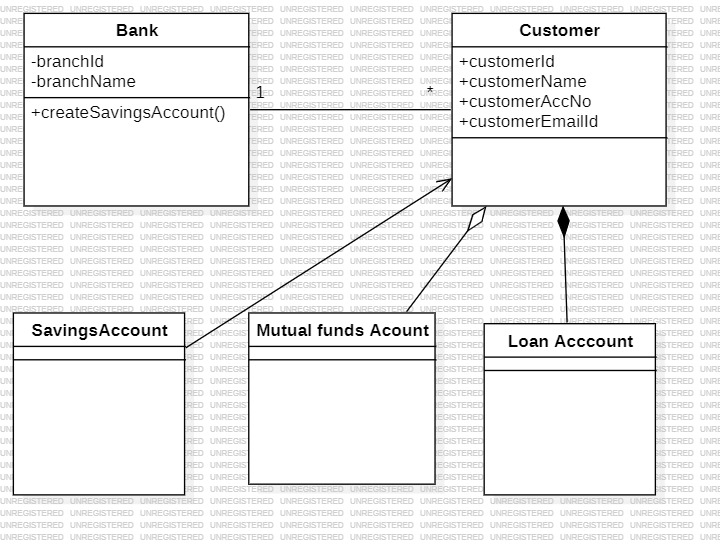 Bank
-branchId
-branchName
+createSavingsAccount()
1
*
Customer
+customerId
+customerName
+customerAccNo
+customerEmailId
SavingsAccount
Mutual funds Acount
Loan Acccount
UNREGISTERED